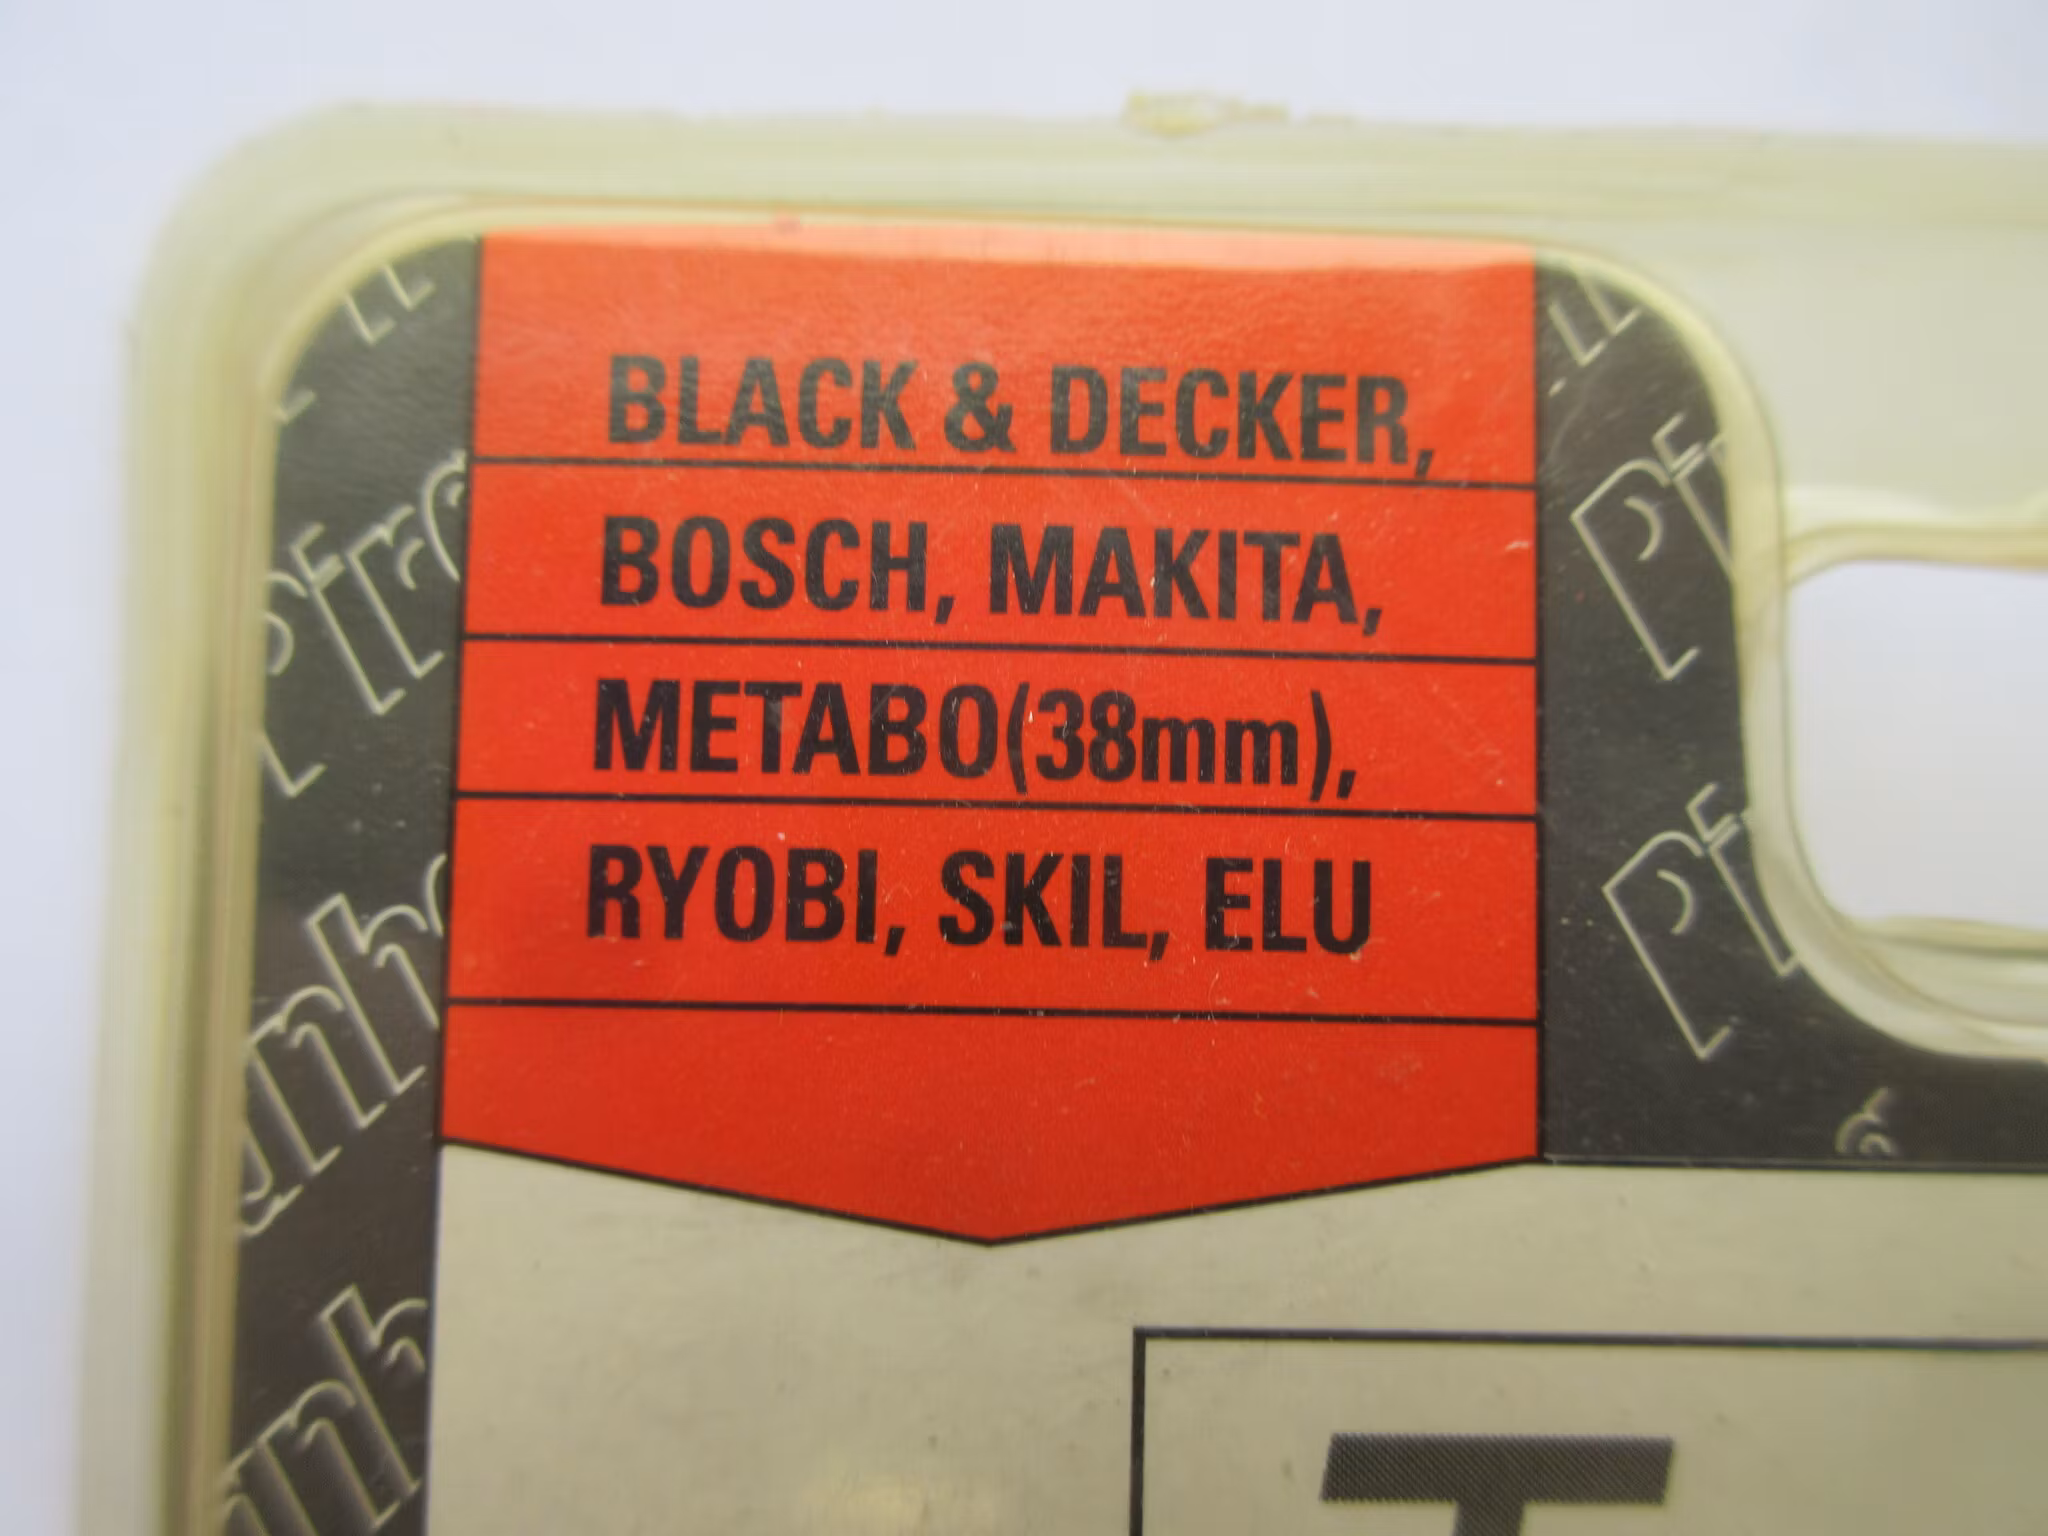 BLACK & DECKER,
BOSCH, MAKITA,
METABO(38mm),
RYOBI, SKIL, ELU
T